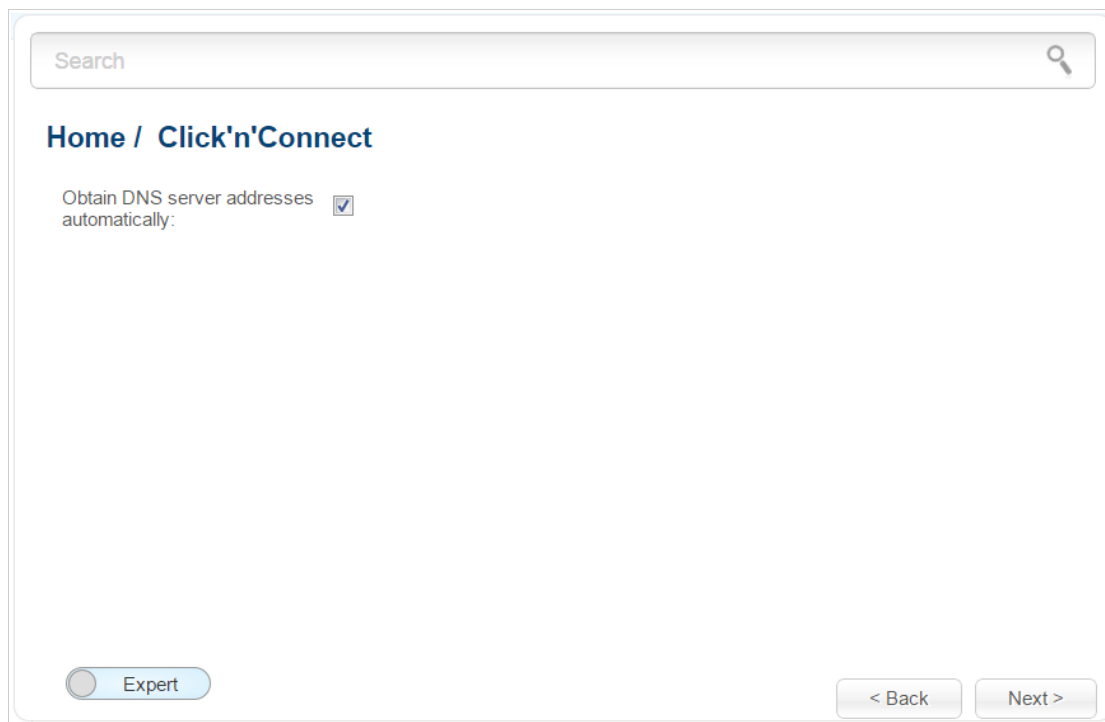 Search
Home / Click'n'Connect
Obtain DNS server addresses
automatically:
Expert
< Back
Next >